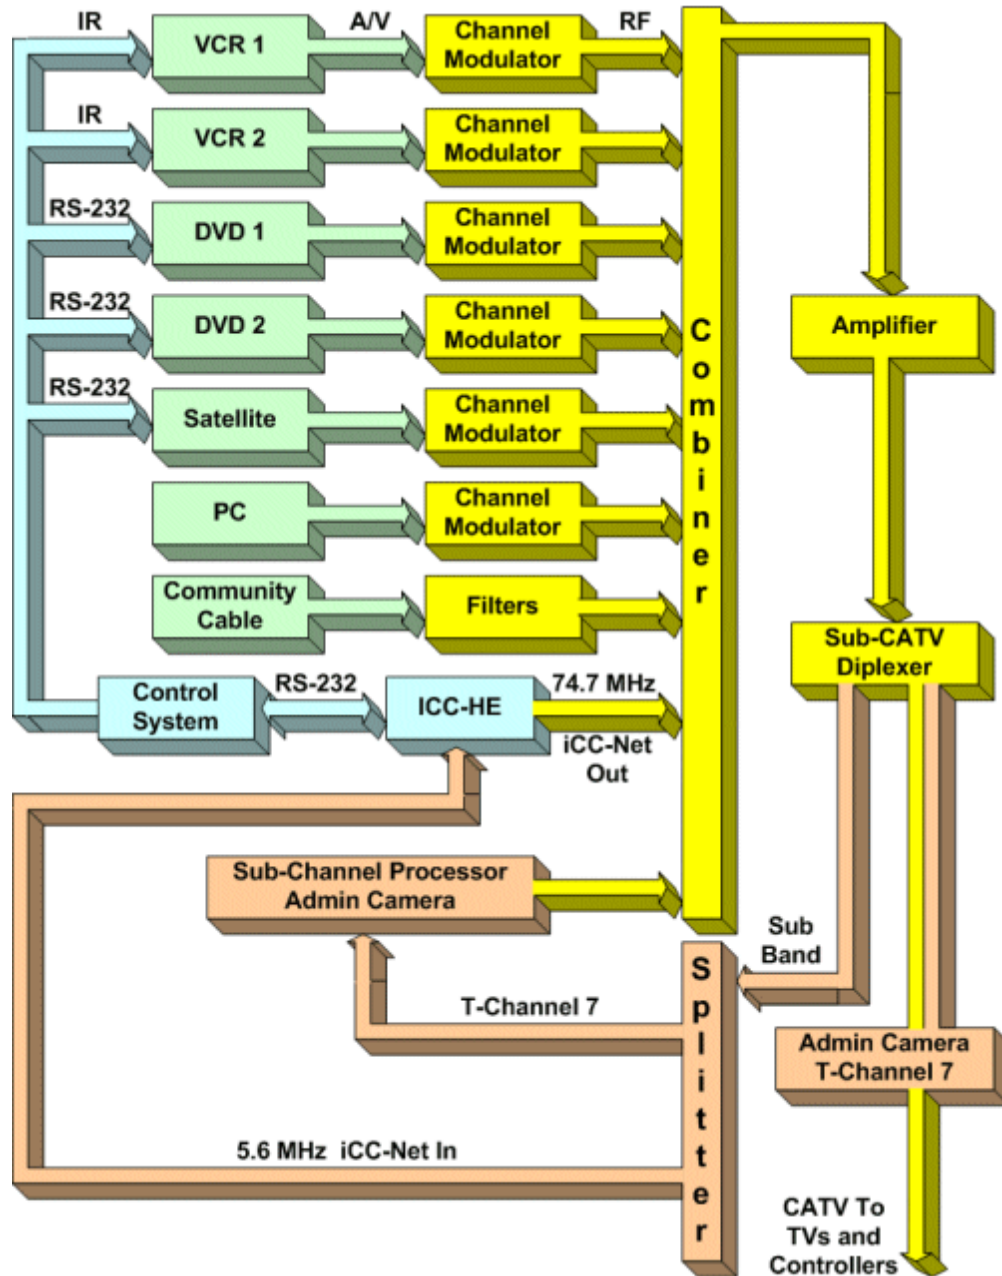 IR
VCR 1
A/V
Channel
Modulator
RF
IR
VCR 2
Channel
Modulator
RS-232
DVD 1
Channel
Modulator
RS-232
DVD 2
Channel
Modulator
RS-232
Satellite
Channel
Modulator
PC
Channel
Modulator
Community
Cable
Filters
Combiner
Amplifier
Sub-CATV
Diplexer
Control
System
RS-232
ICC-HE
74.7 MHz
iCC-Net
Out
Sub-Channel Processor
Admin Camera
Sub
Band
Splitter
T-Channel 7
Admin Camera
T-Channel 7
5.6 MHz iCC-Net In
CATV To
TVs and
Controllers